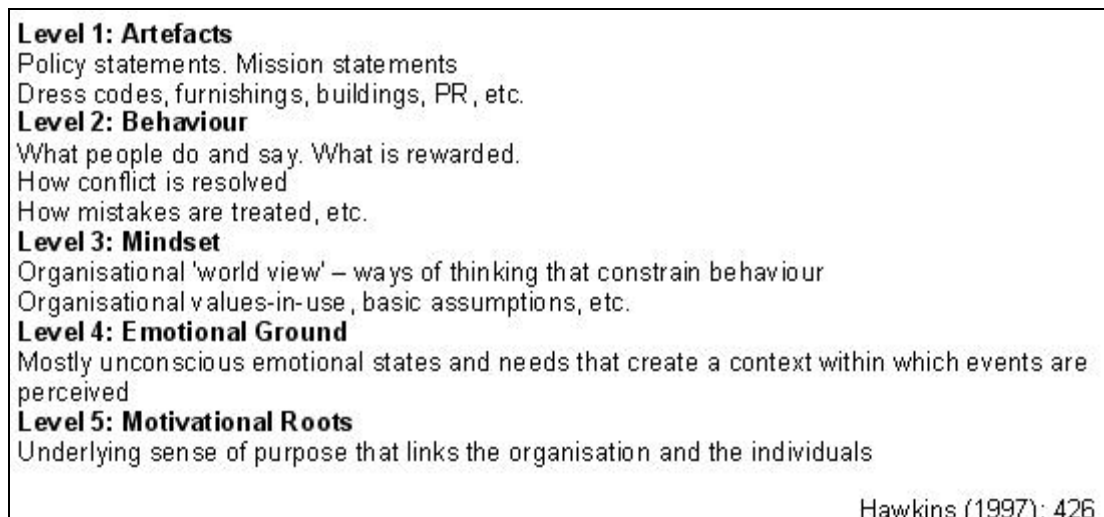 Level 1: Artefacts
Policy statements. Mission statements
Dress codes, furnishings, buildings, PR, etc.
Level 2: Behaviour
What people do and say. What is rewarded.
How conflict is resolved
How mistakes are treated, etc.
Level 3: Mindset
Organisational 'world view' – ways of thinking that constrain behaviour
Organisational values-in-use, basic assumptions, etc.
Level 4: Emotional Ground
Mostly unconscious emotional states and needs that create a context within which events are
perceived
Level 5: Motivational Roots
Underlying sense of purpose that links the organisation and the individuals
Hawkins (1997): 426